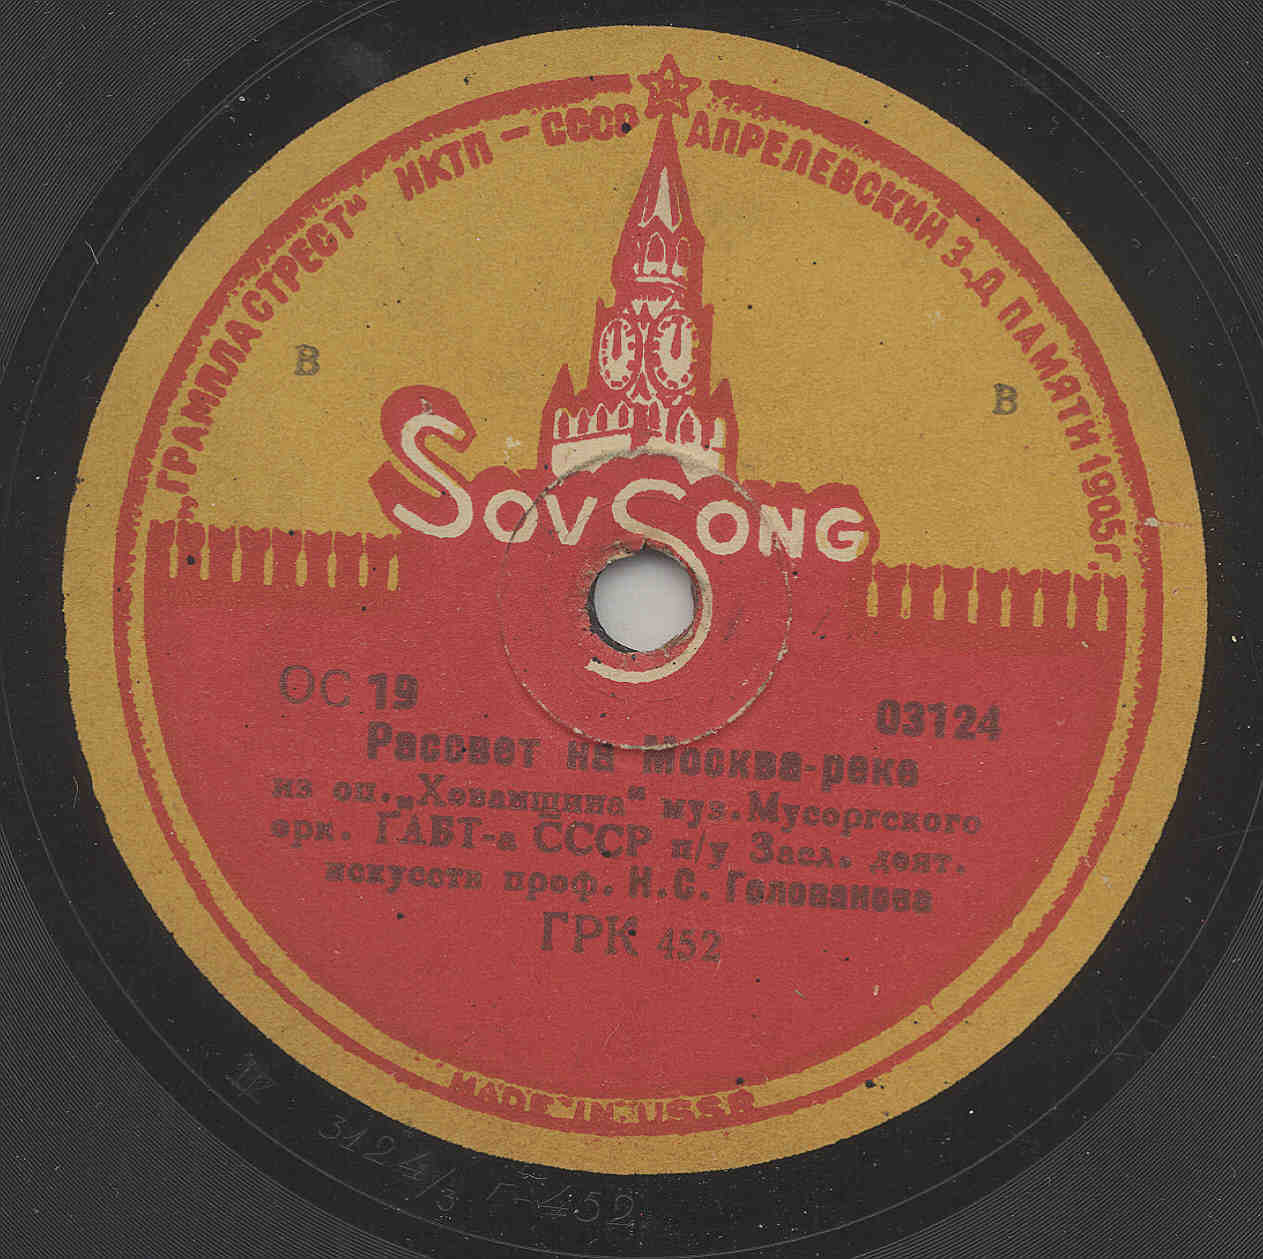 „ГРАМПЛАСТРЕСТ“ НКТП – СССР АПРЕЛЕВСКИЙ З-Д ПАМЯТИ 1905 г.
В
В
SOVSONG
ОС 19
03124
Рассвет на Москва-реке
из оп. „Хованщина“ муз. Мусоргского
орк. ГАБТ-а СССР п/у Засл. деят.
искусств проф. Н. С. Голованова
ГРК 452
MADE IN USSR
3124/3 Г-452